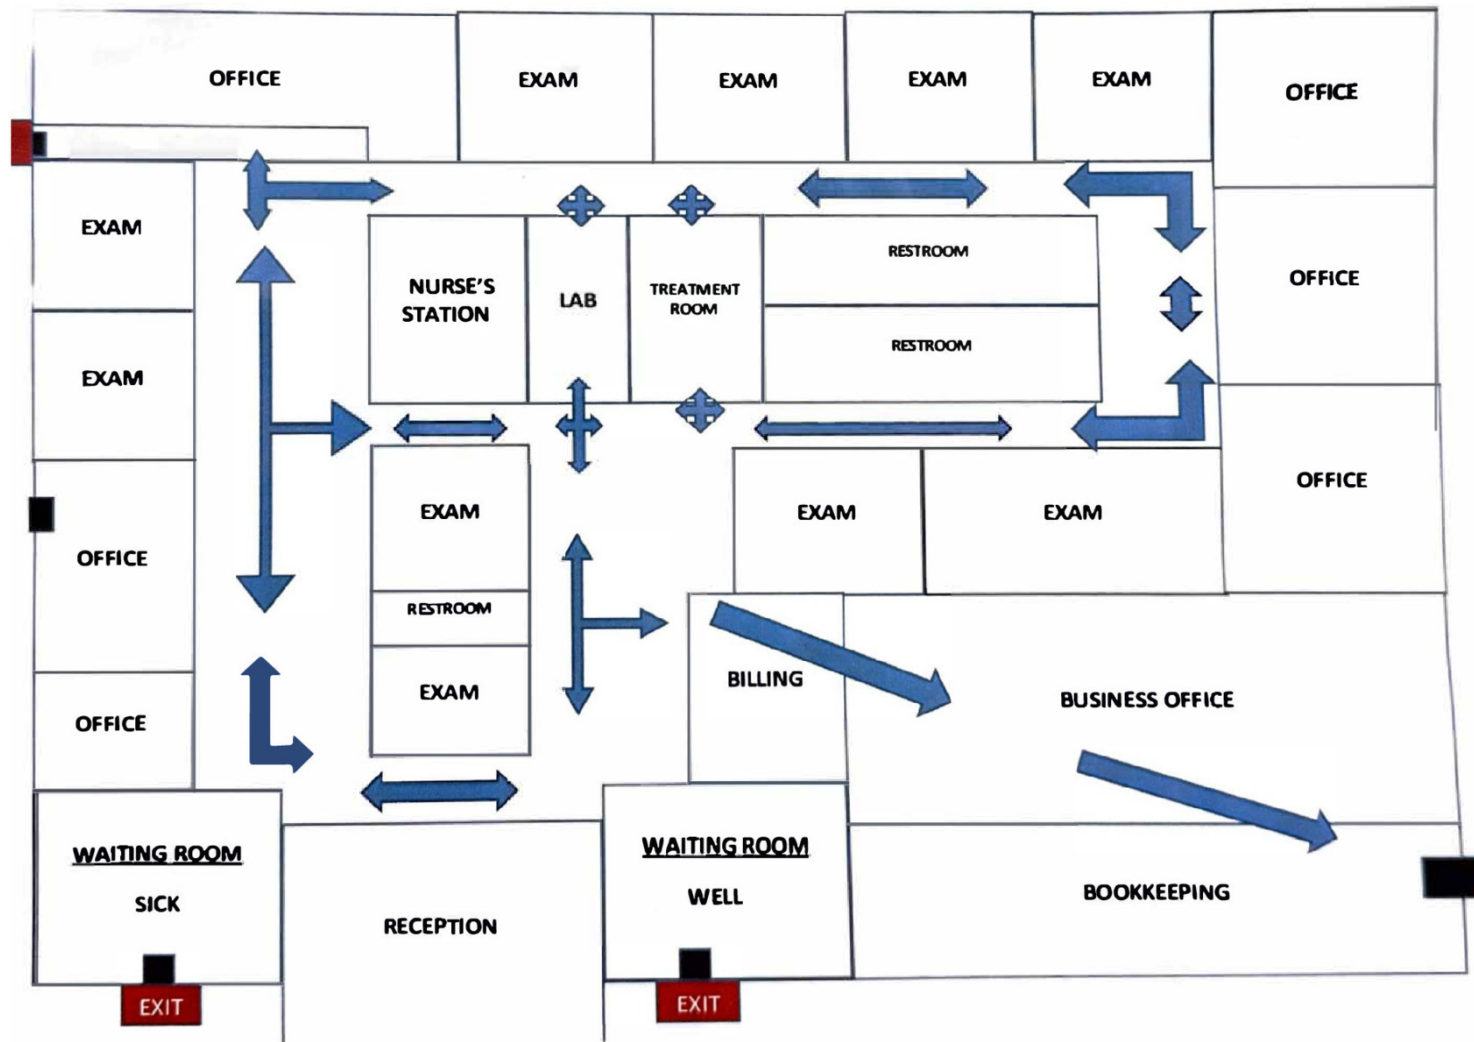 OFFICE
EXAM
EXAM
EXAM
EXAM
OFFICE
EXAM
NURSE'S
STATION
LAB
TREATMENT
ROOM
RESTROOM
OFFICE
RESTROOM
EXAM
OFFICE
EXAM
EXAM
EXAM
OFFICE
RESTROOM
EXAM
BILLING
BUSINESS OFFICE
OFFICE
WAITING ROOM
SICK
RECEPTION
WAITING ROOM
WELL
BOOKKEEPING
EXIT
EXIT